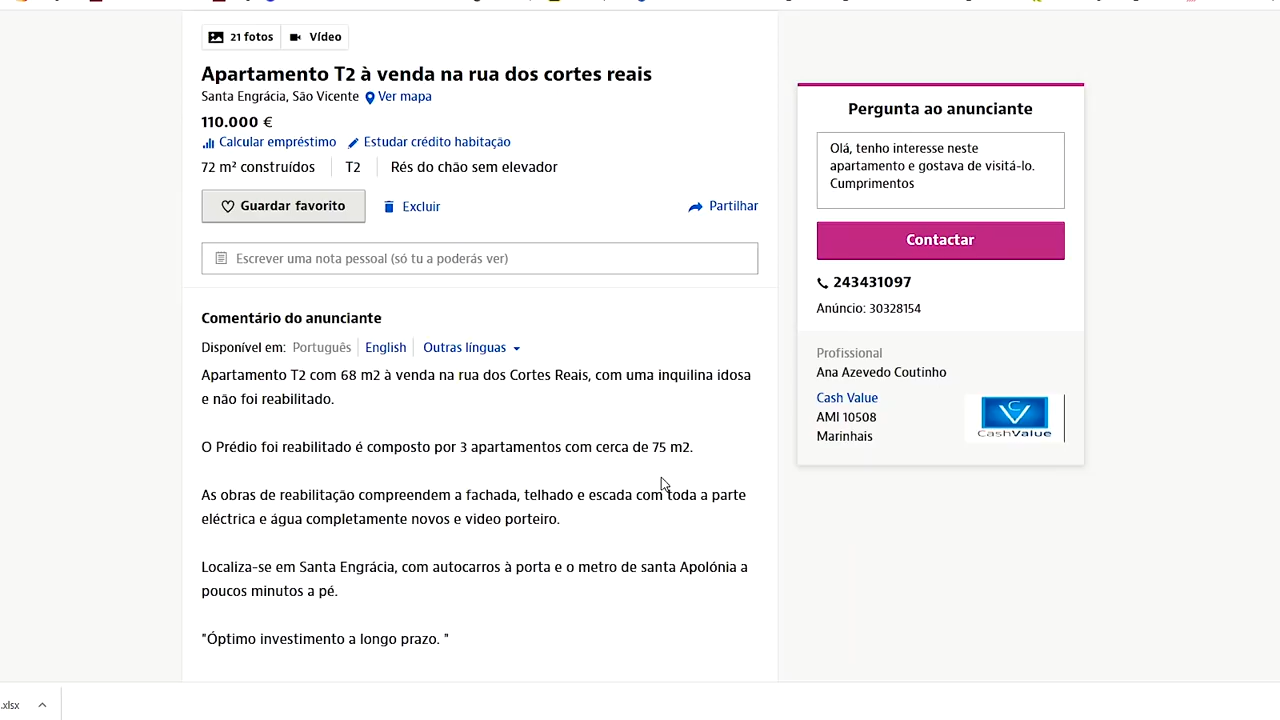 21 fotos
Vídeo
Apartamento T2 à venda na rua dos cortes reais
Santa Engrácia, São Vicente Ver mapa
110.000 €
Calcular empréstimo Estudar crédito habitação
72 m² construídos T2 Rés do chão sem elevador
Guardar favorito Excluir Partilhar
Escrever uma nota pessoal (só tu a poderás ver)
Comentário do anunciante
Disponível em: Português English Outras línguas
Apartamento T2 com 68 m2 à venda na rua dos Cortes Reais, com uma inquilina idosa
e não foi reabilitado.
O Prédio foi reabilitado é composto por 3 apartamentos com cerca de 75 m2.
As obras de reabilitação compreendem a fachada, telhado e escada com toda a parte
eléctrica e água completamente novos e video porteiro.
Localiza-se em Santa Engrácia, com autocarros à porta e o metro de santa Apolónia a
poucos minutos a pé.
"Óptimo investimento a longo prazo. "
Pergunta ao anunciante
Olá, tenho interesse neste
apartamento e gostava de visitá-lo.
Cumprimentos
Contactar
243431097
Anúncio: 30328154
Profissional
Ana Azevedo Coutinho
Cash Value
AMI 10508
Marinhais
CV
CashValue
.xlsx